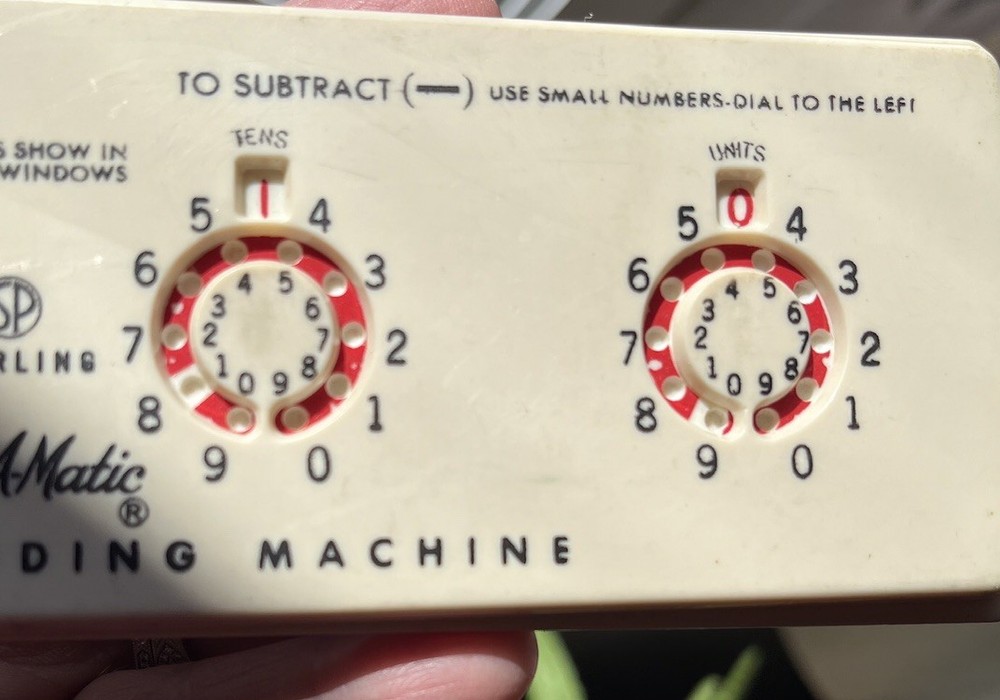 TO SUBTRACT (—) USE SMALL NUMBERS-DIAL TO THE LEFT
S SHOW IN
WINDOWS
TENS
1
5 4
6 3
7 2
8 1
9 0
4 5
3 6
2 7
1 8
0 9
UNITS
0
5 4
6 3
7 2
8 1
9 0
4 5
3 6
2 7
1 8
0 9
SP
RLING
A-Matic
®
DING MACHINE